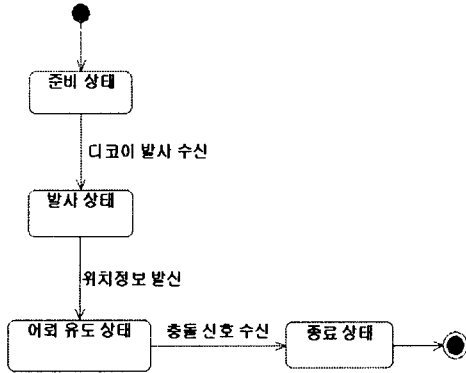 준비 상태
디코이 발사 수신
발사 상태
위치정보 발신
어뢰 유도 상태
충돌 신호 수신
종료 상태